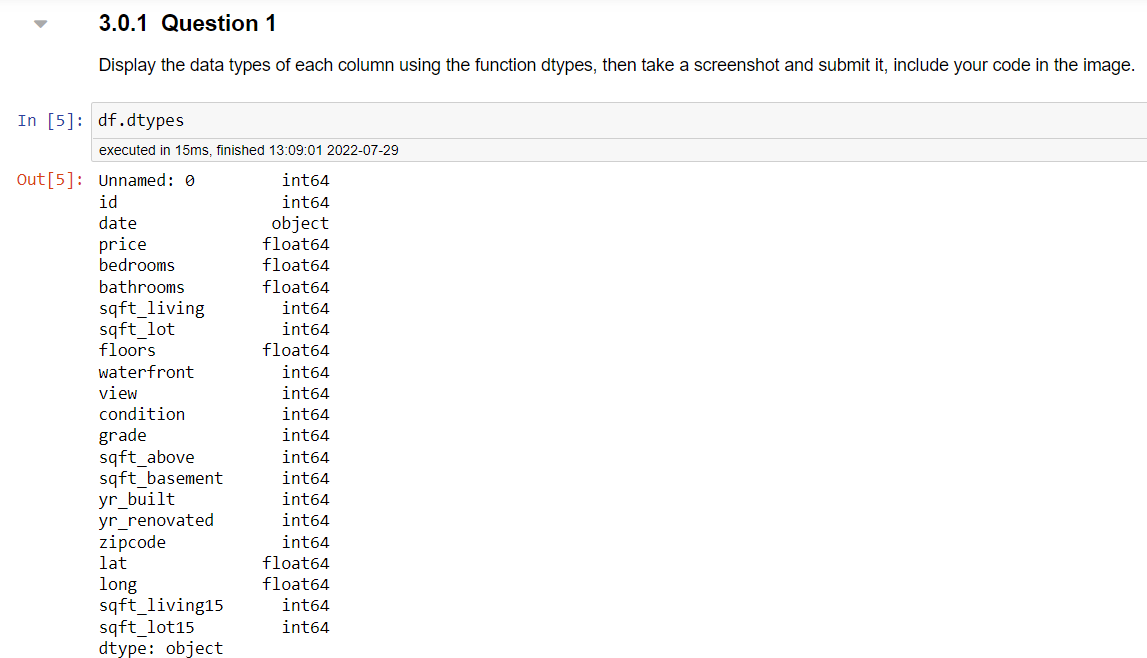 3.0.1 Question 1
Display the data types of each column using the function dtypes, then take a screenshot and submit it, include your code in the image.
In [5]: df.dtypes
executed in 15ms, finished 13:09:01 2022-07-29
Out[5]: Unnamed: 0 int64
id int64
date object
price float64
bedrooms float64
bathrooms float64
sqft_living int64
sqft_lot int64
floors float64
waterfront int64
view int64
condition int64
grade int64
sqft_above int64
sqft_basement int64
yr_built int64
yr_renovated int64
zipcode int64
lat float64
long float64
sqft_living15 int64
sqft_lot15 int64
dtype: object